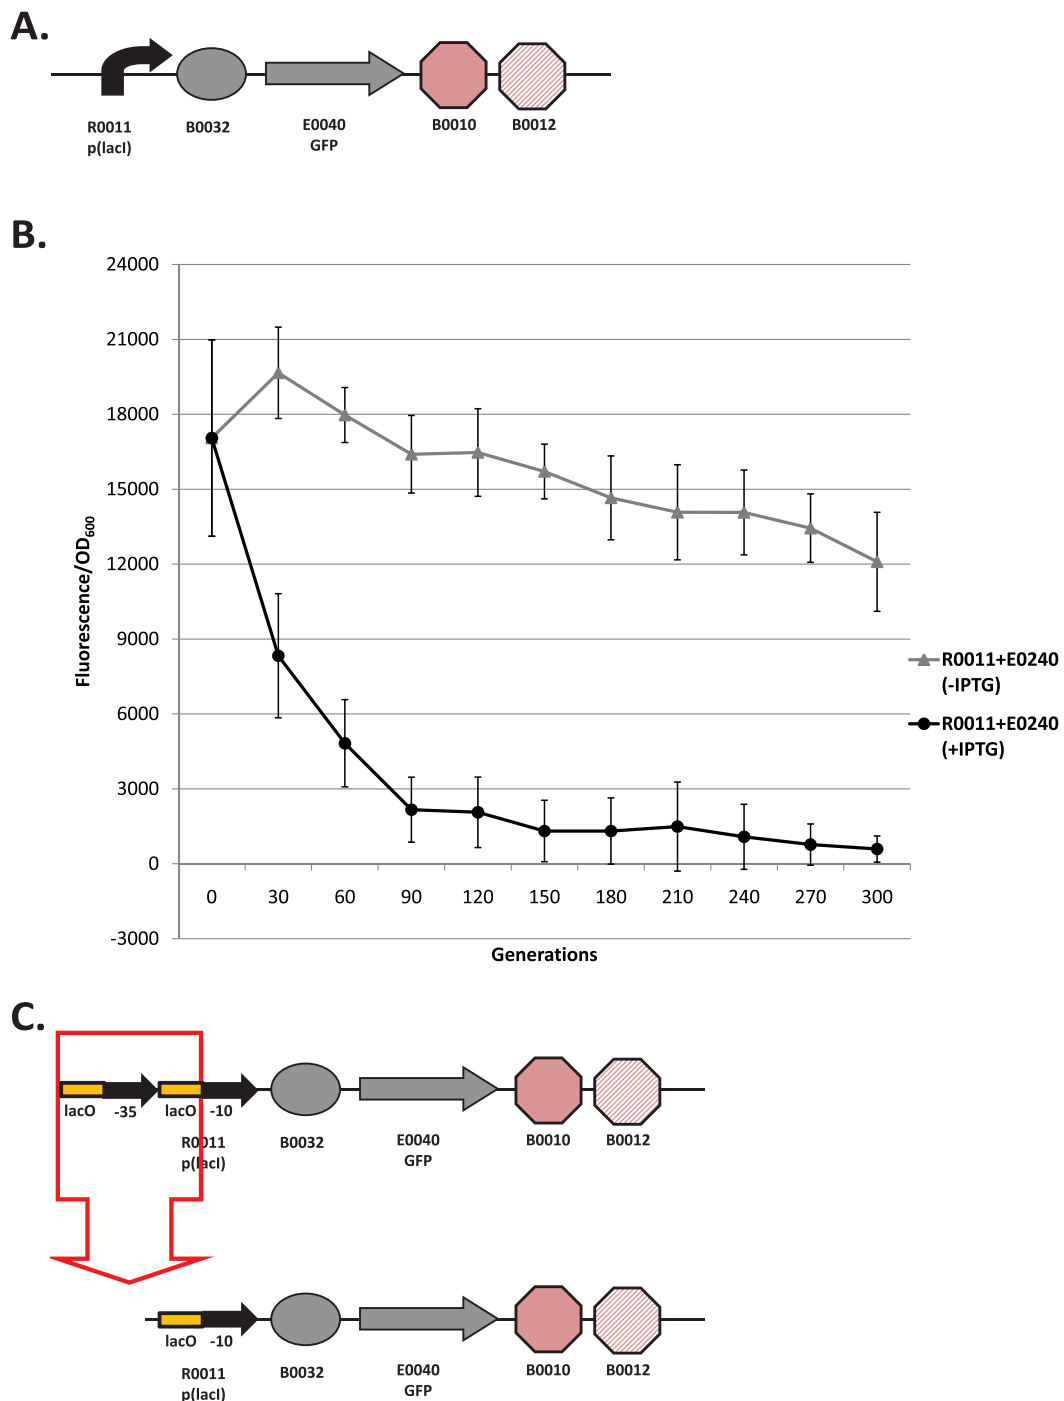 A.
R0011
p(lacI)
B0032
E0040
GFP
B0010
B0012
B.
24000
21000
18000
15000
12000
9000
6000
3000
0
-3000
Fluorescence/OD600
0 30 60 90 120 150 180 210 240 270 300
Generations
R0011+E0240
(-IPTG)
R0011+E0240
(+IPTG)
C.
lacO -35 lacO -10
R0011
p(lacI)
B0032
E0040
GFP
B0010
B0012
lacO -10
R0011
p(lacI)
B0032
E0040
GFP
B0010
B0012